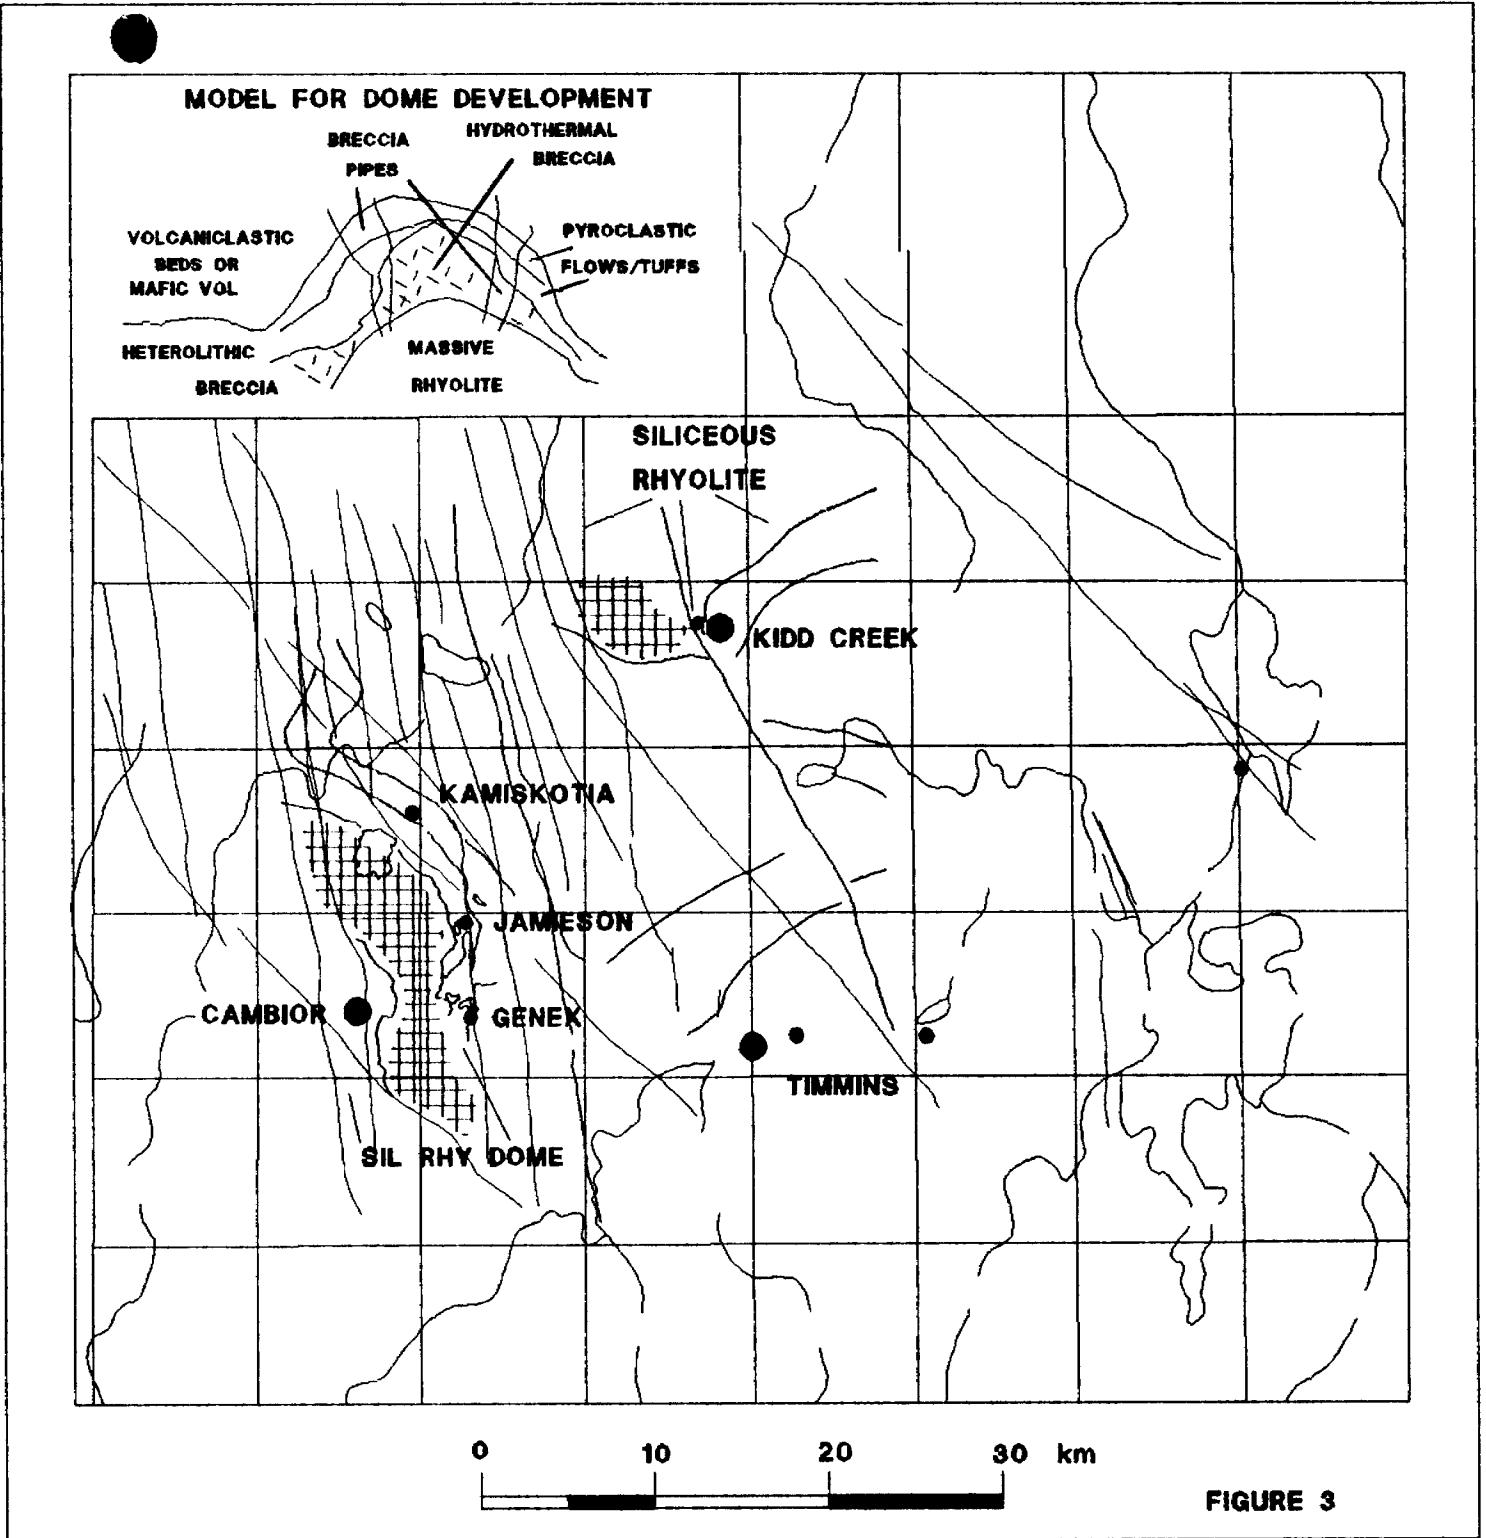 MODEL FOR DOME DEVELOPMENT
BRECCIA
PIPES
HYDROTHERMAL
BRECCIA
VOLCANICLASTIC
BEDS OR
MAFIC VOL
PYROCLASTIC
FLOWS/TUFFS
HETEROLITHIC
BRECCIA
MASSIVE
RHYOLITE
SILICEOUS
RHYOLITE
KIDD CREEK
KAMISKOTIA
JAMIESON
CAMBIOR
GENEX
TIMMINS
SIL RHY DOME
0 10 20 30 km
FIGURE 3